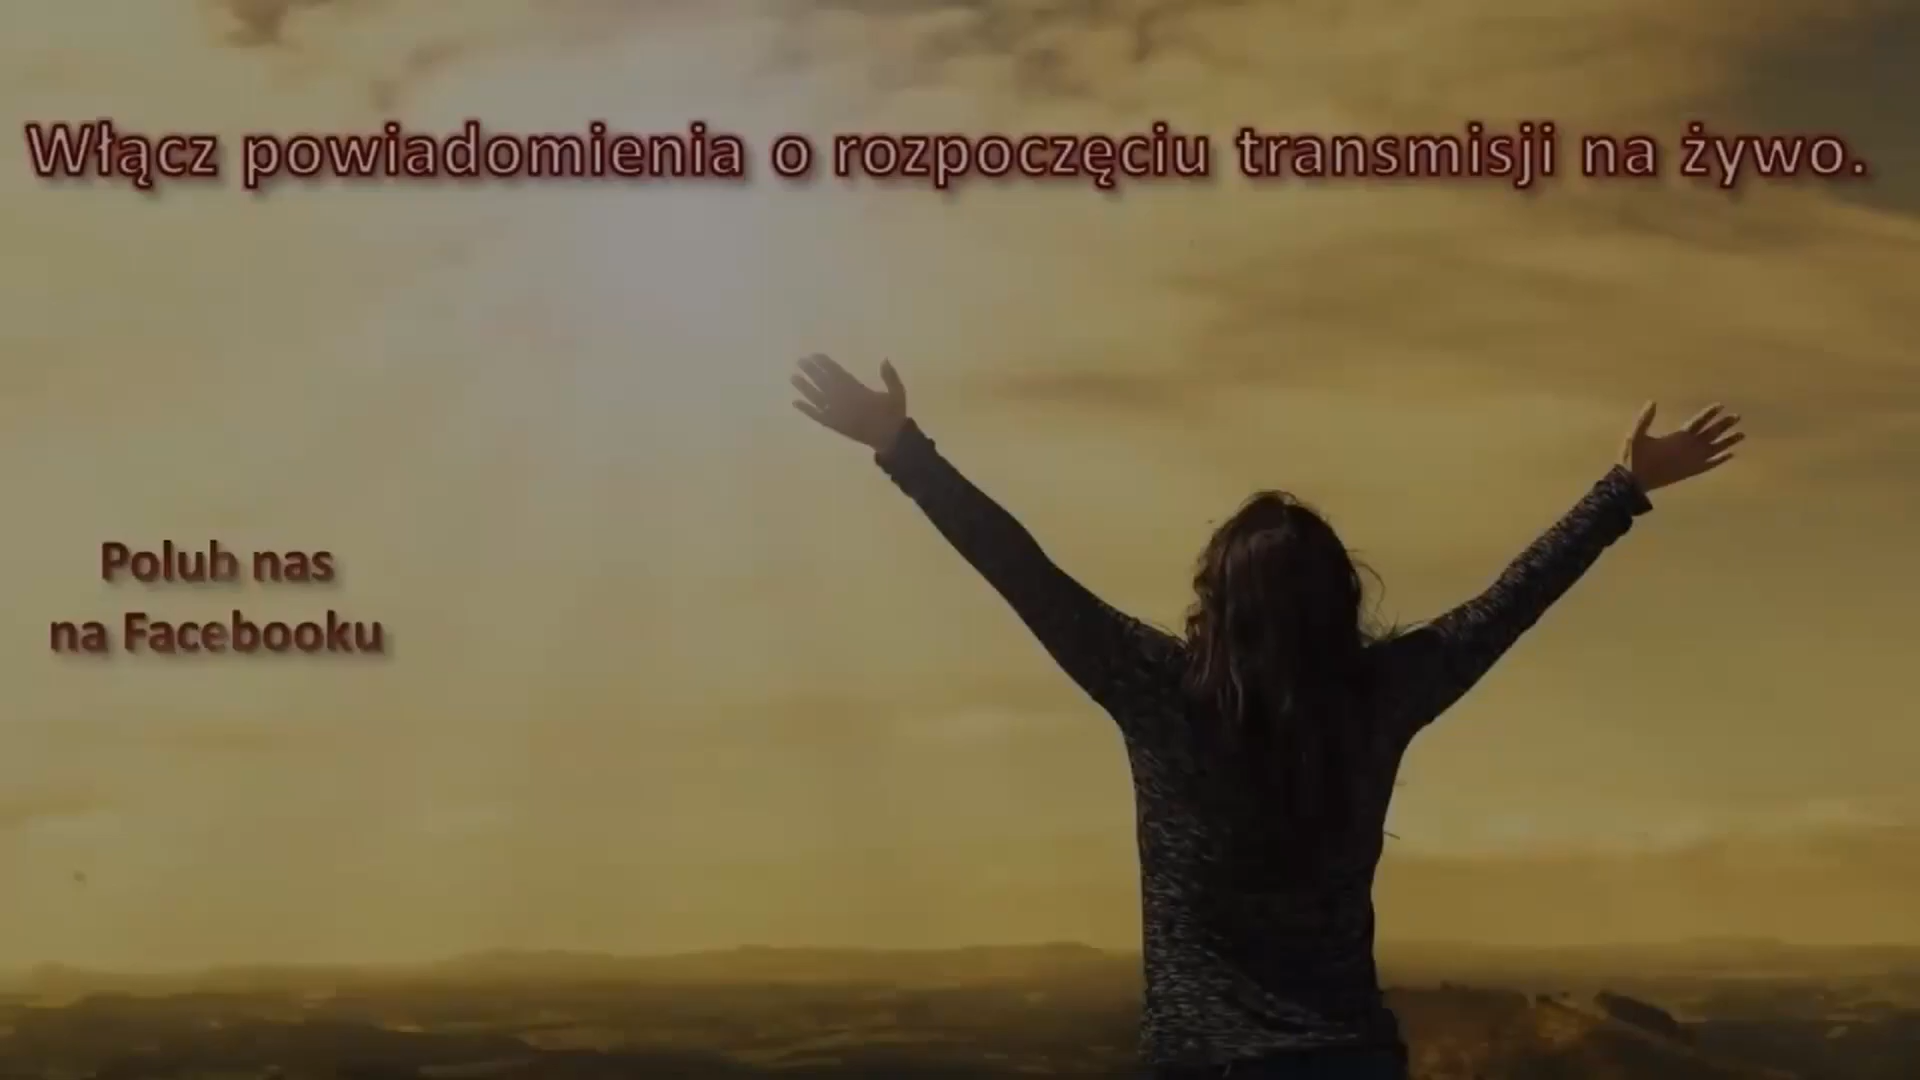 Włącz powiadomienia o rozpoczęciu transmisji na żywo.
Polub nas
na Facebooku